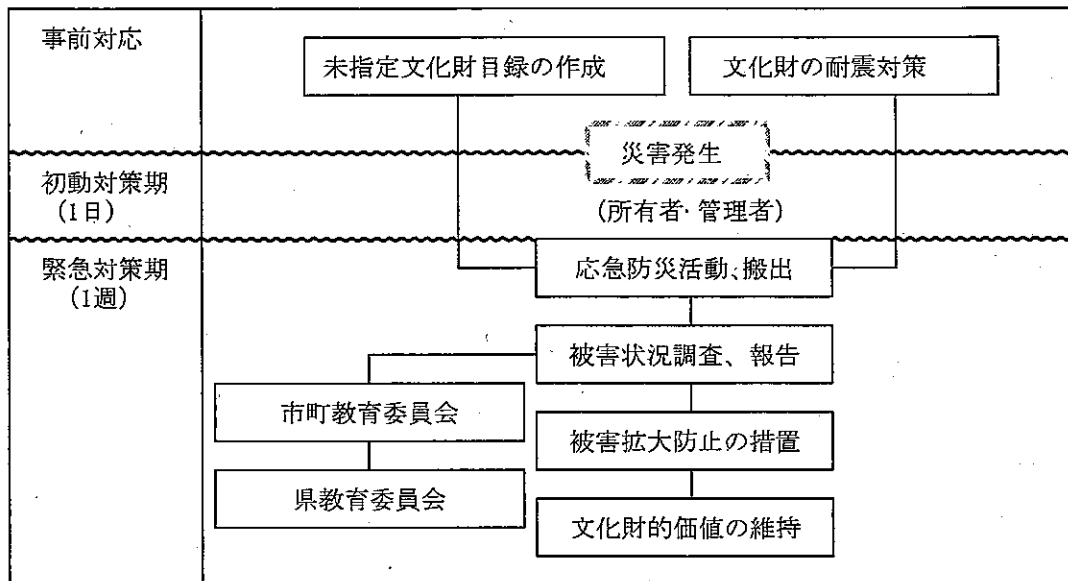 事前対応
未指定文化財目録の作成
文化財の耐震対策
災害発生
初動対策期
(1日)
(所有者・管理者)
緊急対策期
(1週)
応急防災活動、搬出
被害状況調査、報告
市町教育委員会
被害拡大防止の措置
県教育委員会
文化財的価値の維持